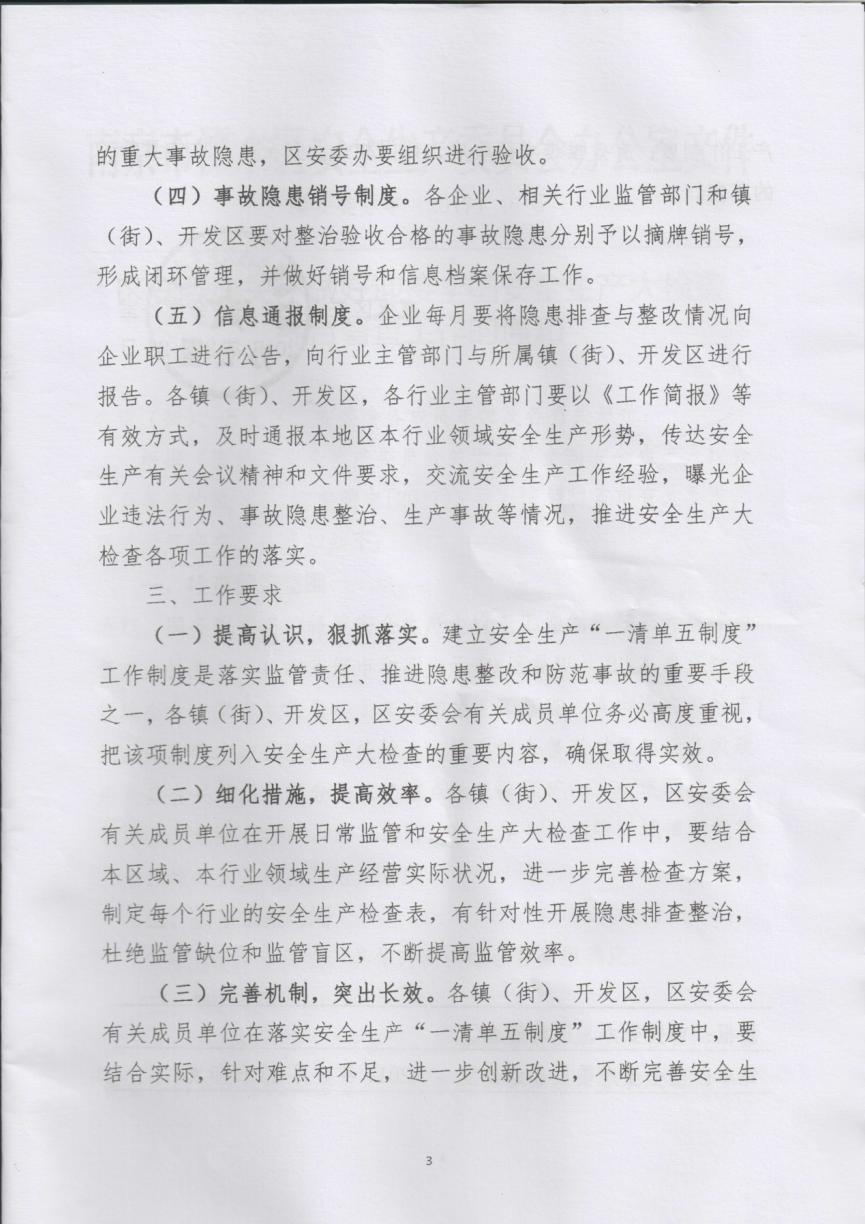 的重大事故隐患，区安委办要组织进行验收。
（四）事故隐患销号制度。各企业、相关行业监管部门和镇
（街）、开发区要对整治验收合格的事故隐患分别予以摘牌销号，
形成闭环管理，并做好销号和信息档案保存工作。
（五）信息通报制度。企业每月要将隐患排查与整改情况向
企业职工进行公告，向行业主管部门与所属镇（街）、开发区进行
报告。各镇（街）、开发区，各行业主管部门要以《工作简报》等
有效方式，及时通报本地区本行业领域安全生产形势，传达安全
生产有关会议精神和文件要求，交流安全生产工作经验，曝光企
业违法行为、事故隐患整治、生产事故等情况，推进安全生产大
检查各项工作的落实。
三、工作要求
（一）提高认识，狠抓落实。建立安全生产“一清单五制度”
工作制度是落实监管责任、推进隐患整改和防范事故的重要手段
之一，各镇（街）、开发区，区安委会有关成员单位务必高度重视，
把该项制度列入安全生产大检查的重要内容，确保取得实效。
（二）细化措施，提高效率。各镇（街）、开发区，区安委会
有关成员单位在开展日常监管和安全生产大检查工作中，要结合
本区域、本行业领域生产经营实际状况，进一步完善检查方案，
制定每个行业的安全生产检查表，有针对性开展隐患排查整治，
杜绝监管缺位和监管盲区，不断提高监管效率。
（三）完善机制，突出长效。各镇（街）、开发区，区安委会
有关成员单位在落实安全生产“一清单五制度”工作制度中，要
结合实际，针对难点和不足，进一步创新改进，不断完善安全生
3